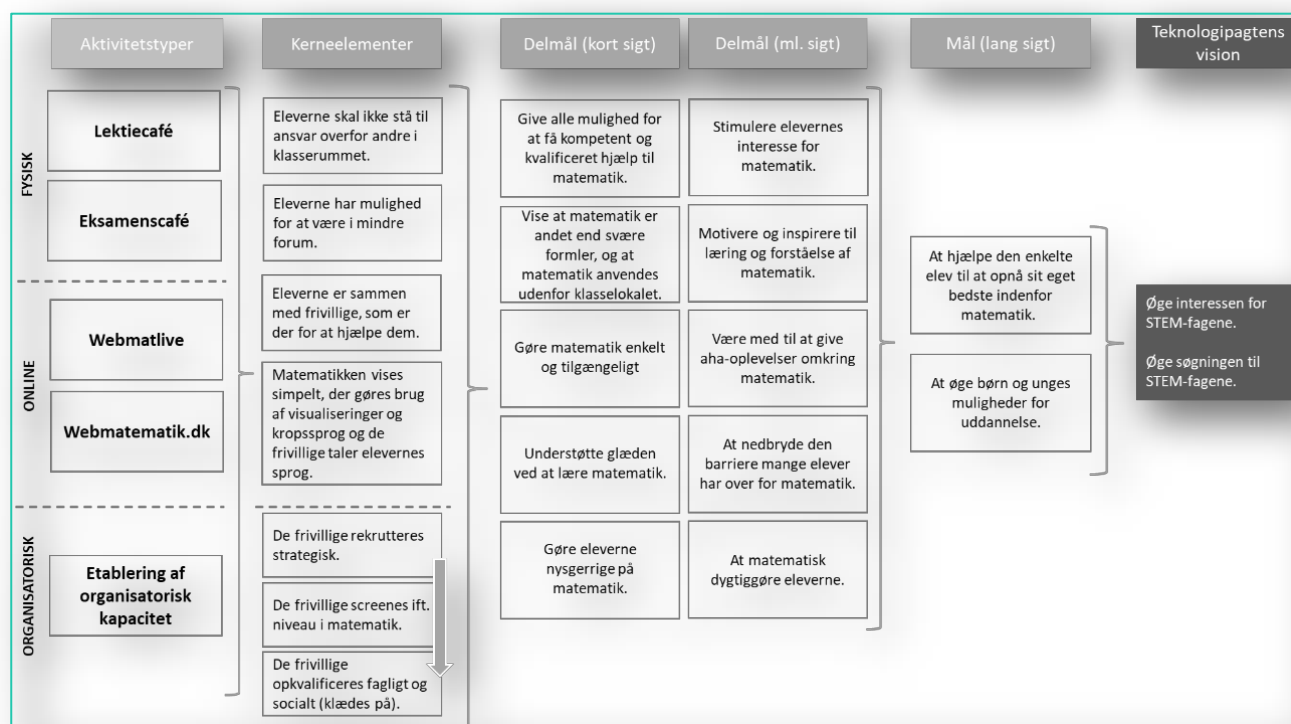 Aktivitetstyper
Kerneelementer
Delmål (kort sigt)
Delmål (ml. sigt)
Mål (lang sigt)
Teknologipagtens
vision
FYSISK
Lektiecafé
Eksamenscafé
ONLINE
Webmatlive
Webmatematik.dk
ORGANISATORISK
Etablering af
organisatorisk
kapacitet
Eleverne skal ikke stå til
ansvar overfor andre i
klasserummet.
Eleverne har mulighed
for at være i mindre
forum.
Eleverne er sammen
med frivillige, som er
der for at hjælpe dem.
Matematikken vises
simpelt, der gøres brug
af visualiseringer og
kropssprog og de
frivillige taler elevernes
sprog.
De frivillige rekrutteres
strategisk.
De frivillige screenes ift.
niveau i matematik.
De frivillige
opkvalificeres fagligt og
socialt (klædes på).
Give alle mulighed for
at få kompetent og
kvalificeret hjælp til
matematik.
Vise at matematik er
andet end svære
formler, og at
matematik anvendes
udenfor klasselokalet.
Gøre matematik enkelt
og tilgængeligt
Understøtte glæden
ved at lære matematik.
Gøre eleverne
nysgerrige på
matematik.
Stimulere elevernes
interesse for
matematik.
Motivere og inspirere til
læring og forståelse af
matematik.
Være med til at give
aha-oplevelser omkring
matematik.
At nedbryde den
barriere mange elever
har over for matematik.
At matematisk
dygtiggøre eleverne.
At hjælpe den enkelte
elev til at opnå sit eget
bedste indenfor
matematik.
At øge børn og unges
muligheder for
uddannelse.
Øge interessen for
STEM-fagene.
Øge søgningen til
STEM-fagene.